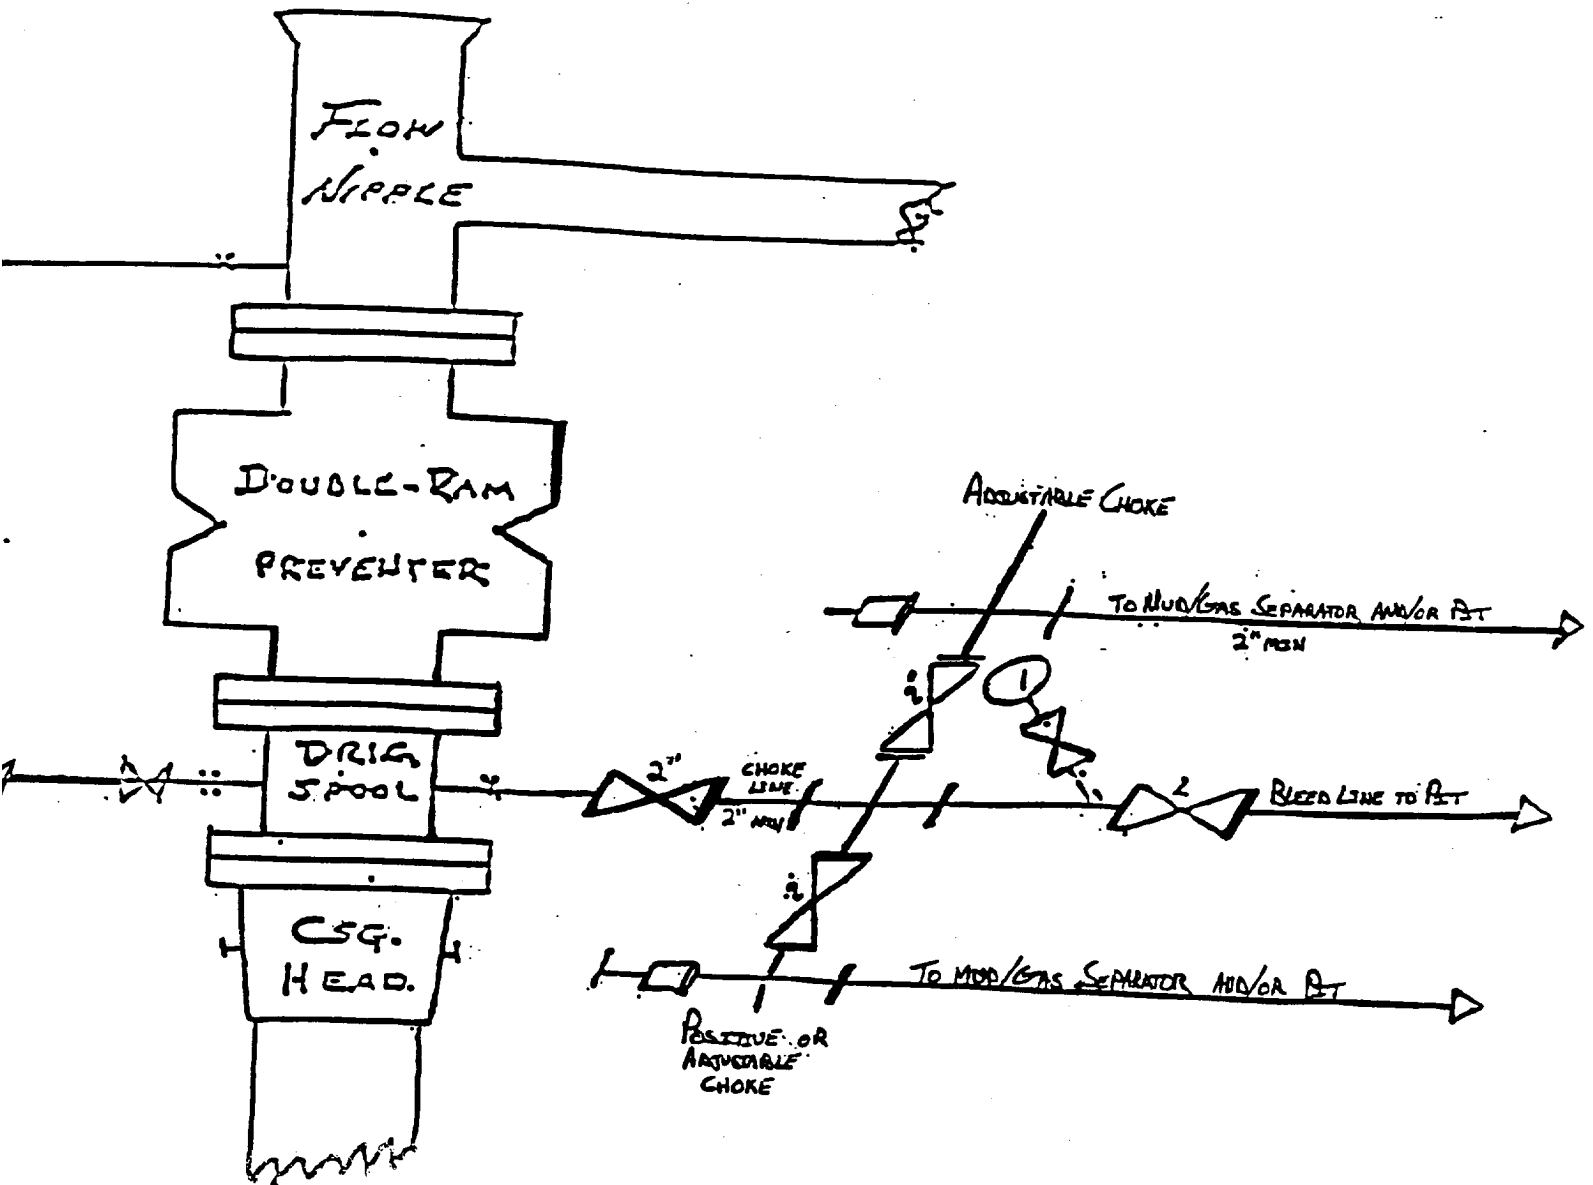 FLOW
NIPPLE
DOUBLE-RAM
PREVENTER
ADJUSTABLE CHOKE
TO MUD/GAS SEPARATOR AND/OR PIT
2" MIN
2"
1
DRLG
SPOOL
2"
CHOKE
LINE
2" MIN
2
BLEED LINE TO PIT
2"
CSG.
HEAD.
TO MUD/GAS SEPARATOR AND/OR PIT
POSITIVE OR
ADJUSTABLE
CHOKE